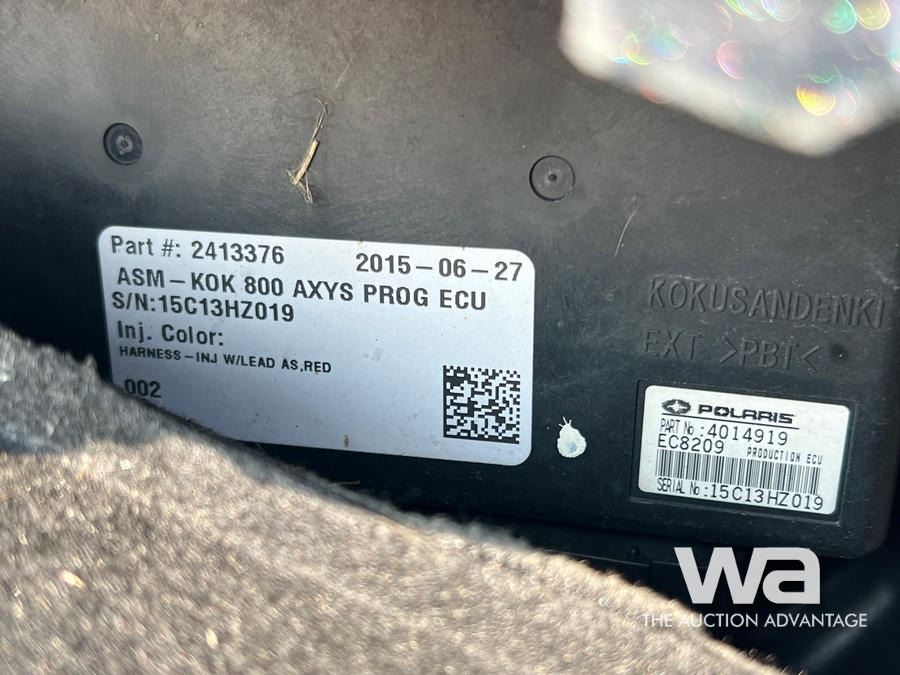 Part #: 2413376 2015-06-27
ASM-KOK 800 AXYS PROG ECU
S/N:15C13HZ019
Inj. Color:
HARNESS-INJ W/LEAD AS,RED
002
KOKUSANDENKI
EXT >PBT<
POLARIS
PART No:4014919
EC8209 PRODUCTION ECU
SERIAL No:15C13HZ019
wa
THE AUCTION ADVANTAGE